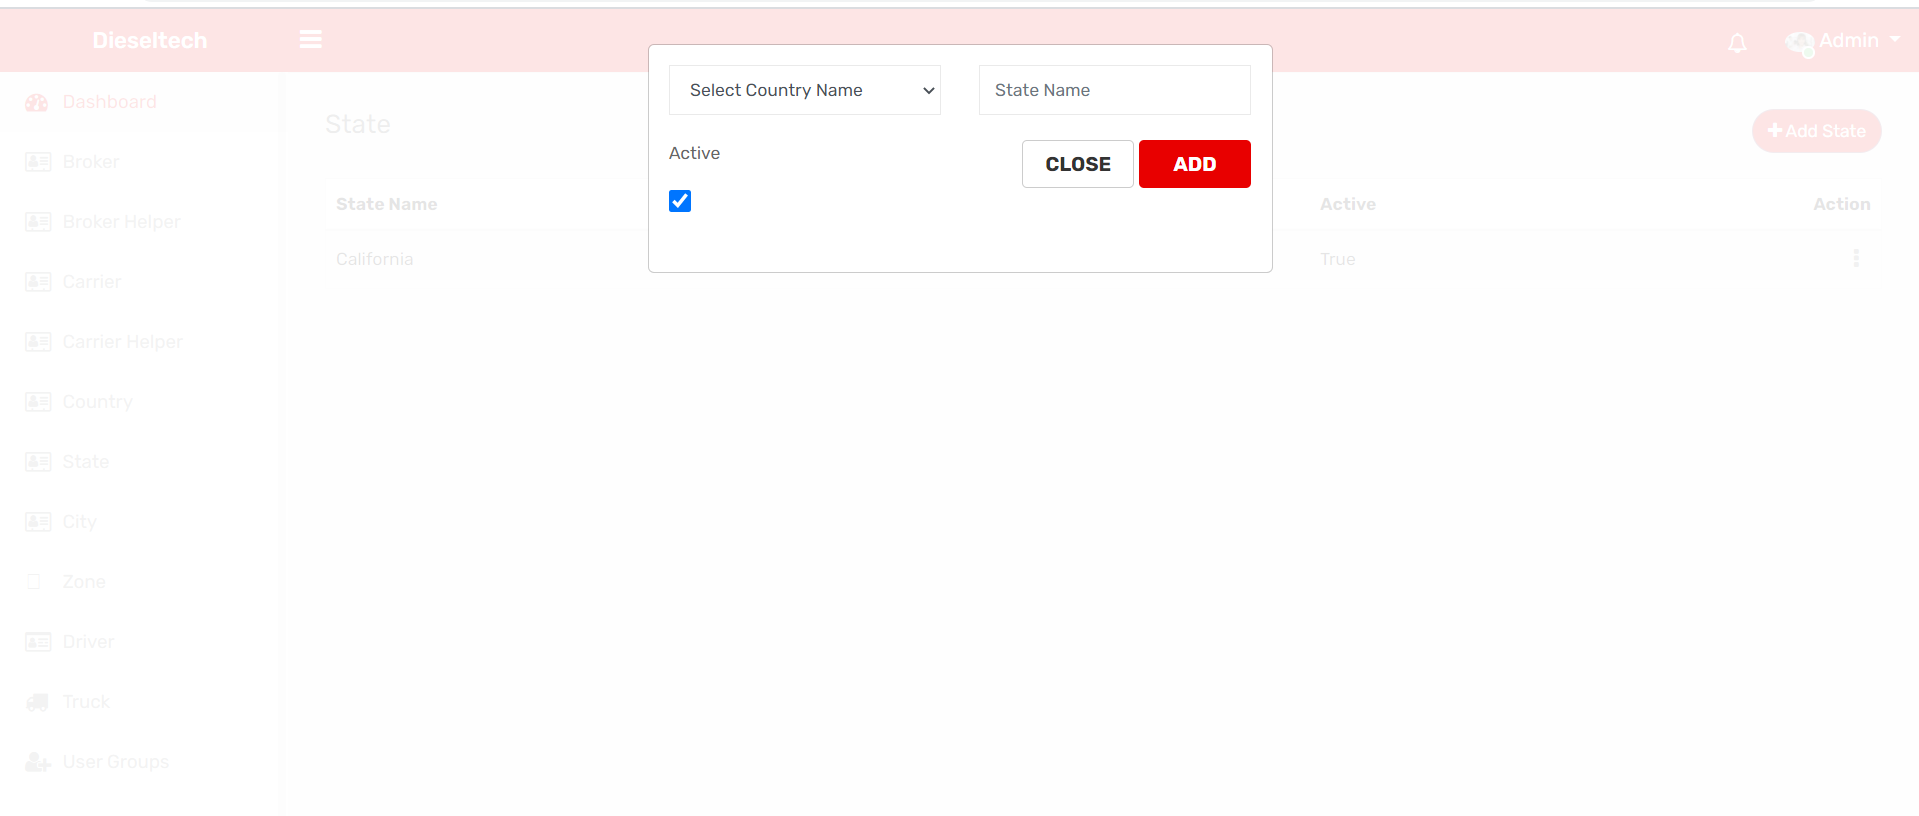 Dieseltech
Admin
Select Country Name
State Name
Active
CLOSE
ADD
Dashboard
Broker
Broker Helper
Carrier
Carrier Helper
Country
State
City
Zone
Driver
Truck
User Groups
State
Add State
State Name Active Action
California True